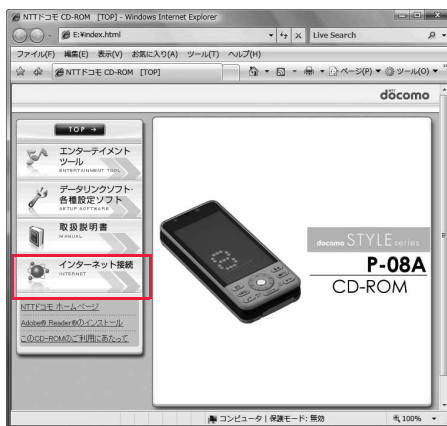 NTTドコモ CD-ROM [TOP] - Windows Internet Explorer
E:¥index.html
Live Search
ファイル(F) 編集(E) 表示(V) お気に入り(A) ツール(T) ヘルプ(H)
NTTドコモ CD-ROM [TOP]
ページ(P) ツール(O)
döcomo
TOP →
エンターテイメント
ツール
ENTERTAINMENT TOOL
データリンクソフト・
各種設定ソフト
SETUP SOFTWARE
取扱説明書
MANUAL
インターネット接続
INTERNET
NTTドコモ ホームページ
Adobe® Reader®のインストール
このCD-ROMのご利用にあたって
docomo STYLE series
P-08A
CD-ROM
コンピュータ | 保護モード: 無効
100%